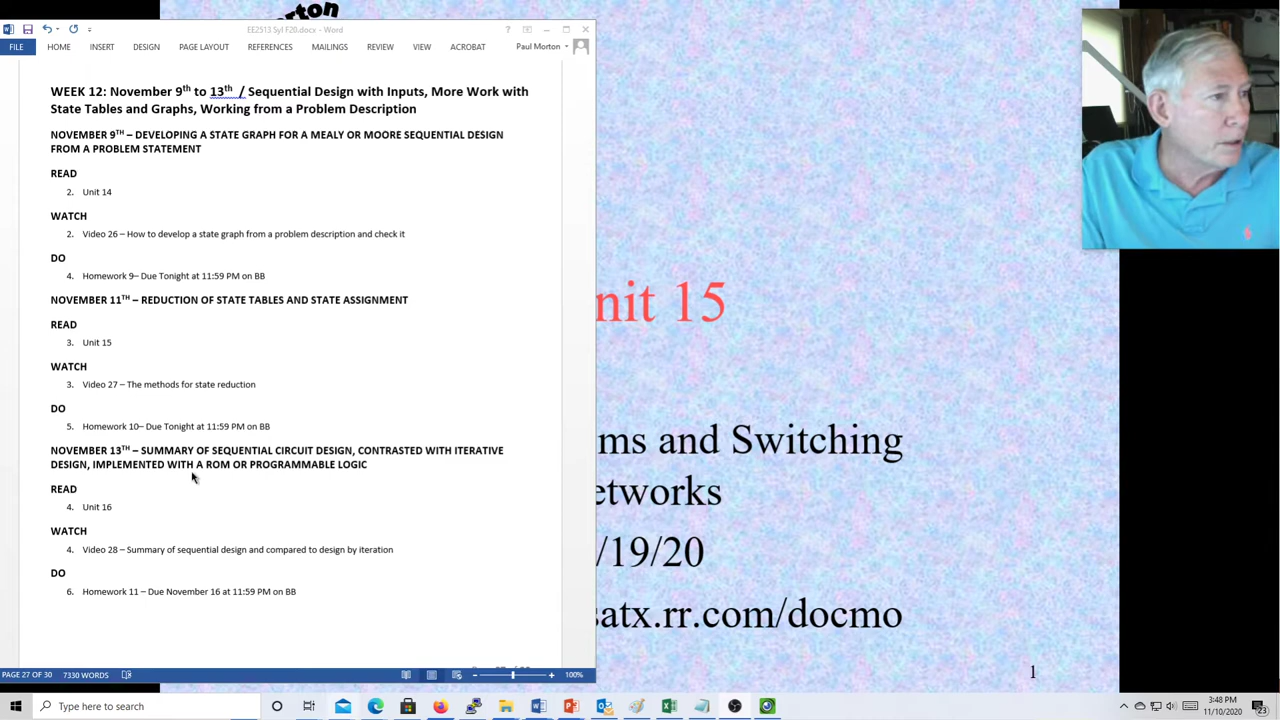 orton
EE2513 Syl F20.docx - Word
FILE HOME INSERT DESIGN PAGE LAYOUT REFERENCES MAILINGS REVIEW VIEW ACROBAT Paul Morton
WEEK 12: November 9th to 13th / Sequential Design with Inputs, More Work with
State Tables and Graphs, Working from a Problem Description
NOVEMBER 9TH – DEVELOPING A STATE GRAPH FOR A MEALY OR MOORE SEQUENTIAL DESIGN
FROM A PROBLEM STATEMENT
READ
2. Unit 14
WATCH
2. Video 26 – How to develop a state graph from a problem description and check it
DO
4. Homework 9– Due Tonight at 11:59 PM on BB
NOVEMBER 11TH – REDUCTION OF STATE TABLES AND STATE ASSIGNMENT
READ
3. Unit 15
WATCH
3. Video 27 – The methods for state reduction
DO
5. Homework 10– Due Tonight at 11:59 PM on BB
NOVEMBER 13TH – SUMMARY OF SEQUENTIAL CIRCUIT DESIGN, CONTRASTED WITH ITERATIVE
DESIGN, IMPLEMENTED WITH A ROM OR PROGRAMMABLE LOGIC
READ
4. Unit 16
WATCH
4. Video 28 – Summary of sequential design and compared to design by iteration
DO
6. Homework 11 – Due November 16 at 11:59 PM on BB
PAGE 27 OF 30 7330 WORDS 100%
nit 15
ms and Switching
etworks
/19/20
satx.rr.com/docmo
1
Type here to search
3:48 PM
11/10/2020
23